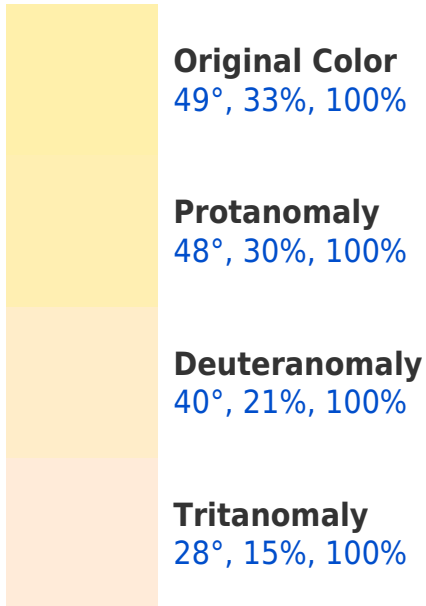 Original Color
49°, 33%, 100%
Protanomaly
48°, 30%, 100%
Deuteranomaly
40°, 21%, 100%
Tritanomaly
28°, 15%, 100%